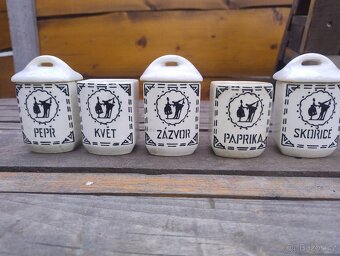 PEPŘ
KVĚT
ZÁZVOR
PAPRIKA
SKOŘICE